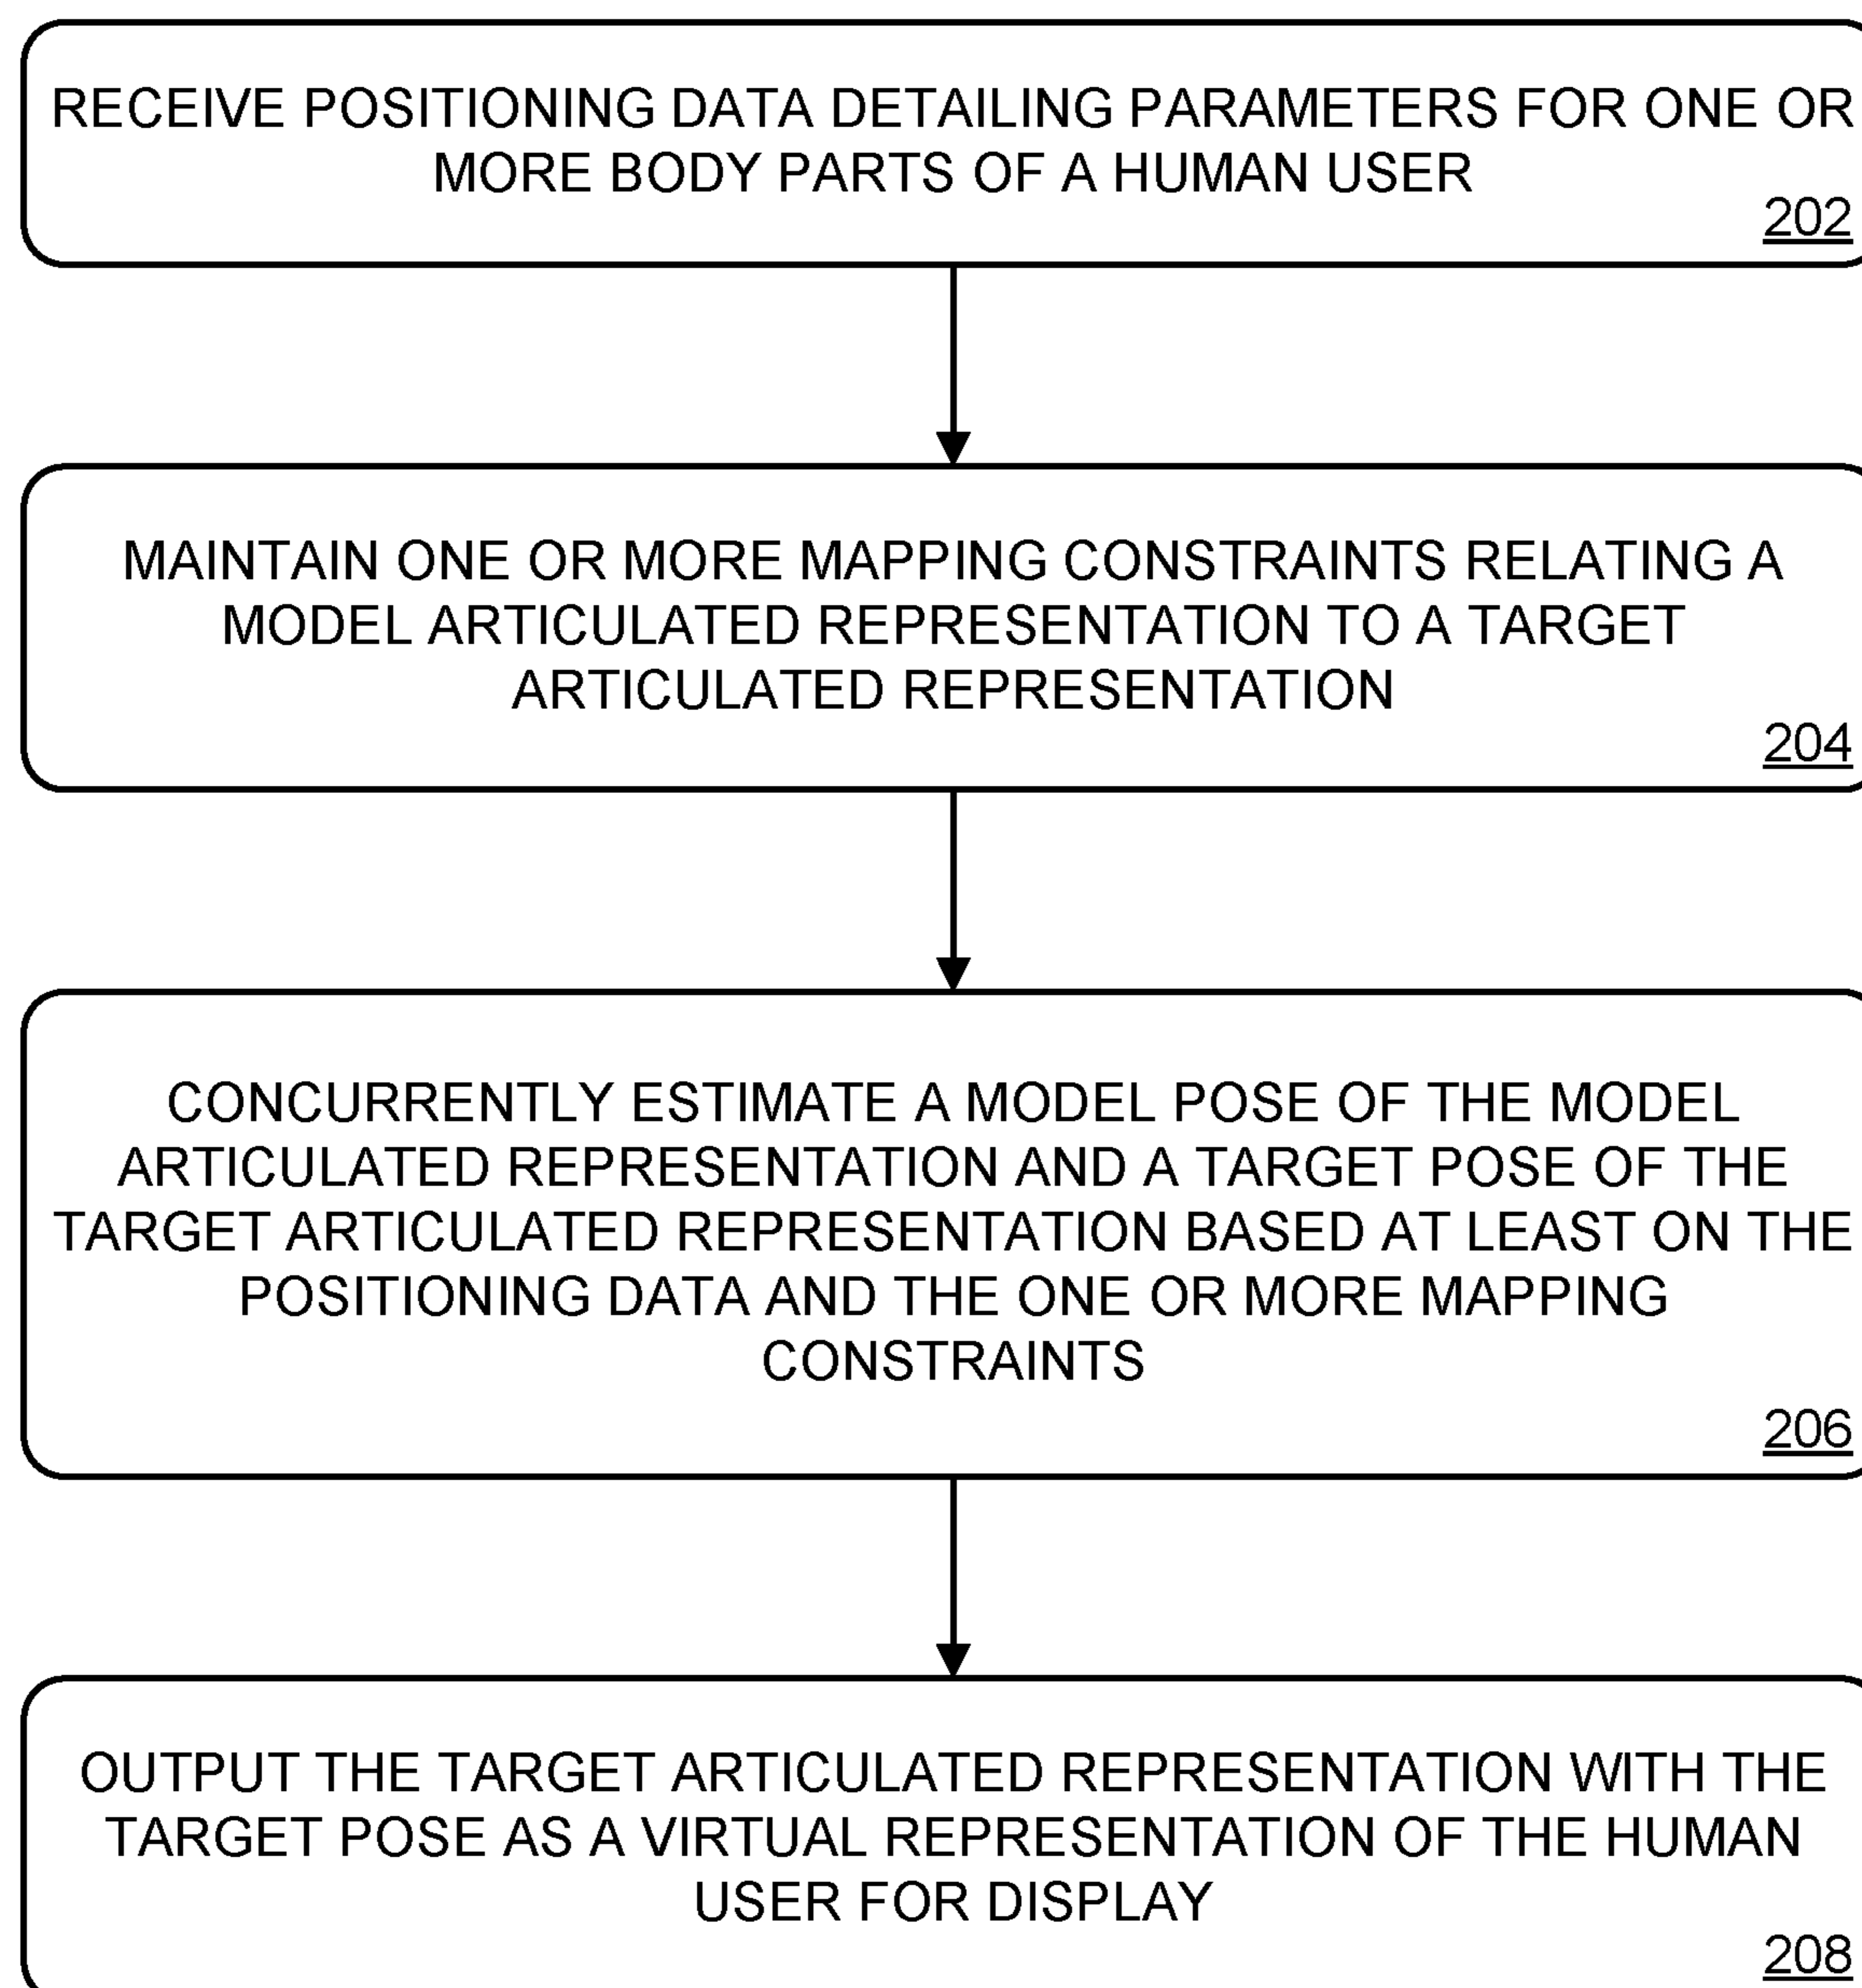 RECEIVE POSITIONING DATA DETAILING PARAMETERS FOR ONE OR
MORE BODY PARTS OF A HUMAN USER
202
MAINTAIN ONE OR MORE MAPPING CONSTRAINTS RELATING A
MODEL ARTICULATED REPRESENTATION TO A TARGET
ARTICULATED REPRESENTATION
204
CONCURRENTLY ESTIMATE A MODEL POSE OF THE MODEL
ARTICULATED REPRESENTATION AND A TARGET POSE OF THE
TARGET ARTICULATED REPRESENTATION BASED AT LEAST ON THE
POSITIONING DATA AND THE ONE OR MORE MAPPING
CONSTRAINTS
206
OUTPUT THE TARGET ARTICULATED REPRESENTATION WITH THE
TARGET POSE AS A VIRTUAL REPRESENTATION OF THE HUMAN
USER FOR DISPLAY
208